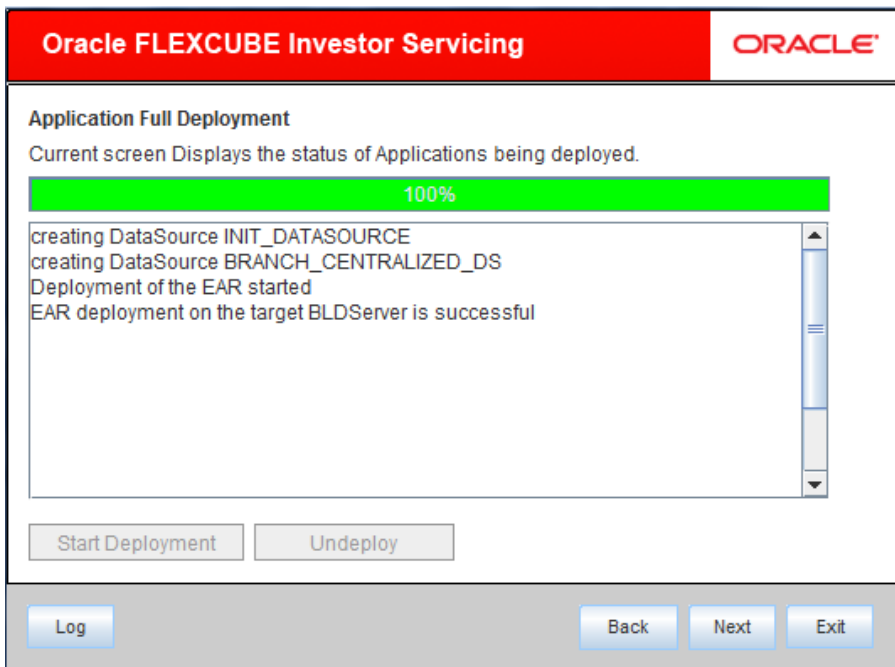 Oracle FLEXCUBE Investor Servicing
ORACLE
Application Full Deployment
Current screen Displays the status of Applications being deployed.
100%
creating DataSource INIT_DATASOURCE
creating DataSource BRANCH_CENTRALIZED_DS
Deployment of the EAR started
EAR deployment on the target BLDServer is successful
Start Deployment
Undeploy
Log
Back
Next
Exit